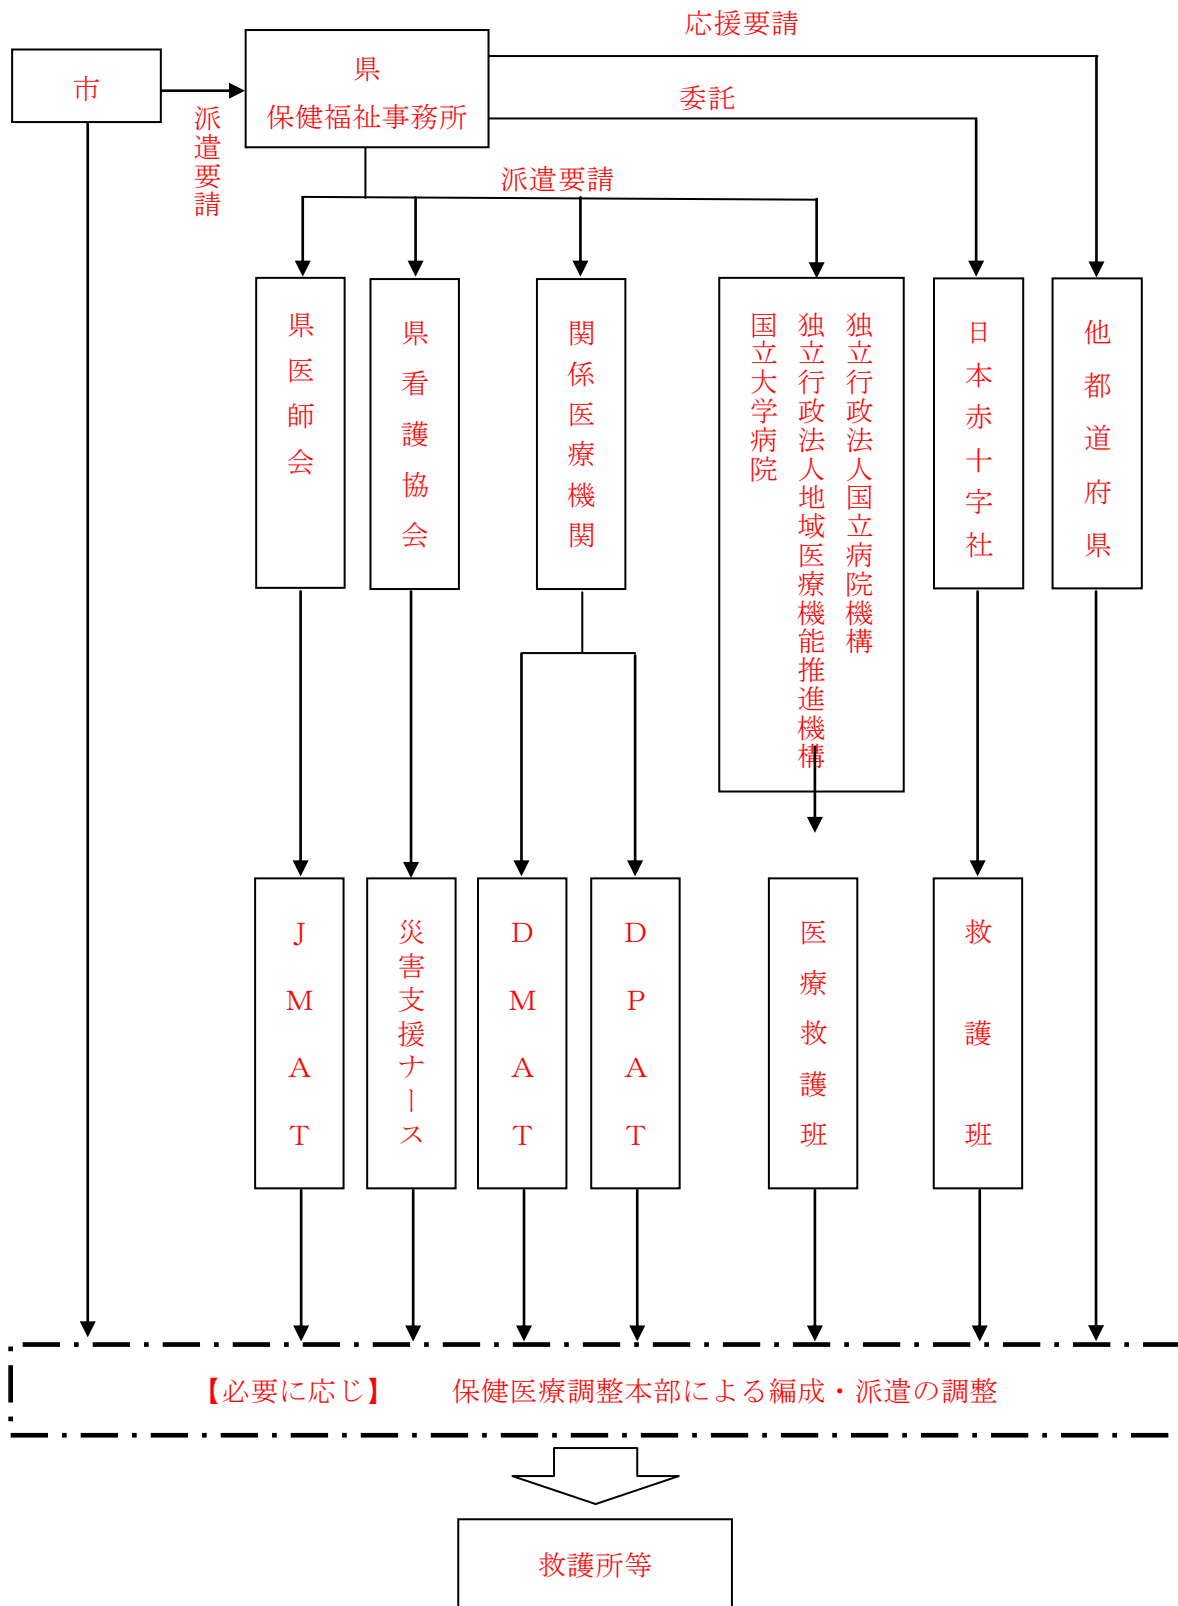 応援要請
市
県
保健福祉事務所
委託
派遣要請
派遣要請
県医師会
県看護協会
関係医療機関
独立行政法人国立病院機構
独立行政法人地域医療機能推進機構
国立大学病院
日本赤十字社
他都道府県
JMAT
災害支援ナース
DMAT
DPAT
医療救護班
救護班
【必要に応じ】 保健医療調整本部による編成・派遣の調整
救護所等